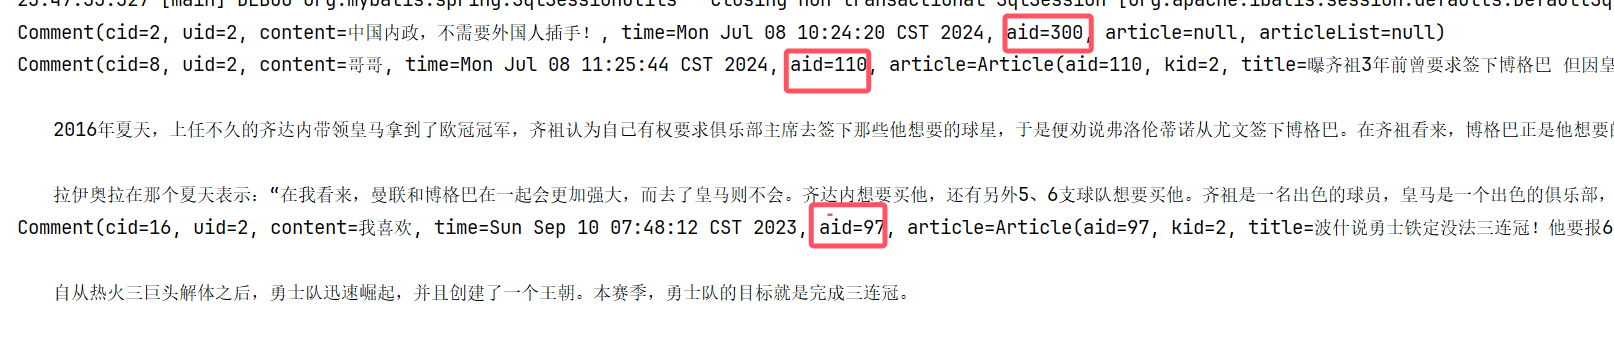 [main] DEBUG org.mybatis.spring.SqlSessionUtils - Closing non transactional SqlSession [org.apache.ibatis.session.defaults.DefaultSq
Comment(cid=2, uid=2, content=中国内政，不需要外国人插手！, time=Mon Jul 08 10:24:20 CST 2024, aid=300, article=null, articleList=null)
Comment(cid=8, uid=2, content=哥哥, time=Mon Jul 08 11:25:44 CST 2024, aid=110, article=Article(aid=110, kid=2, title=曝齐祖3年前曾要求签下博格巴 但因皇
2016年夏天，上任不久的齐达内带领皇马拿到了欧冠冠军，齐祖认为自己有权要求俱乐部主席去签下那些他想要的球星，于是便劝说弗洛伦蒂诺从尤文签下博格巴。在齐祖看来，博格巴正是他想要的
拉伊奥拉在那个夏天表示：“在我看来，曼联和博格巴在一起会更加强大，而去了皇马则不会。齐达内想要买他，还有另外5、6支球队想要买他。齐祖是一名出色的球员，皇马是一个出色的俱乐部，
Comment(cid=16, uid=2, content=我喜欢, time=Sun Sep 10 07:48:12 CST 2023, aid=97, article=Article(aid=97, kid=2, title=波什说勇士铁定没法三连冠！他要报6
自从热火三巨头解体之后，勇士队迅速崛起，并且创建了一个王朝。本赛季，勇士队的目标就是完成三连冠。